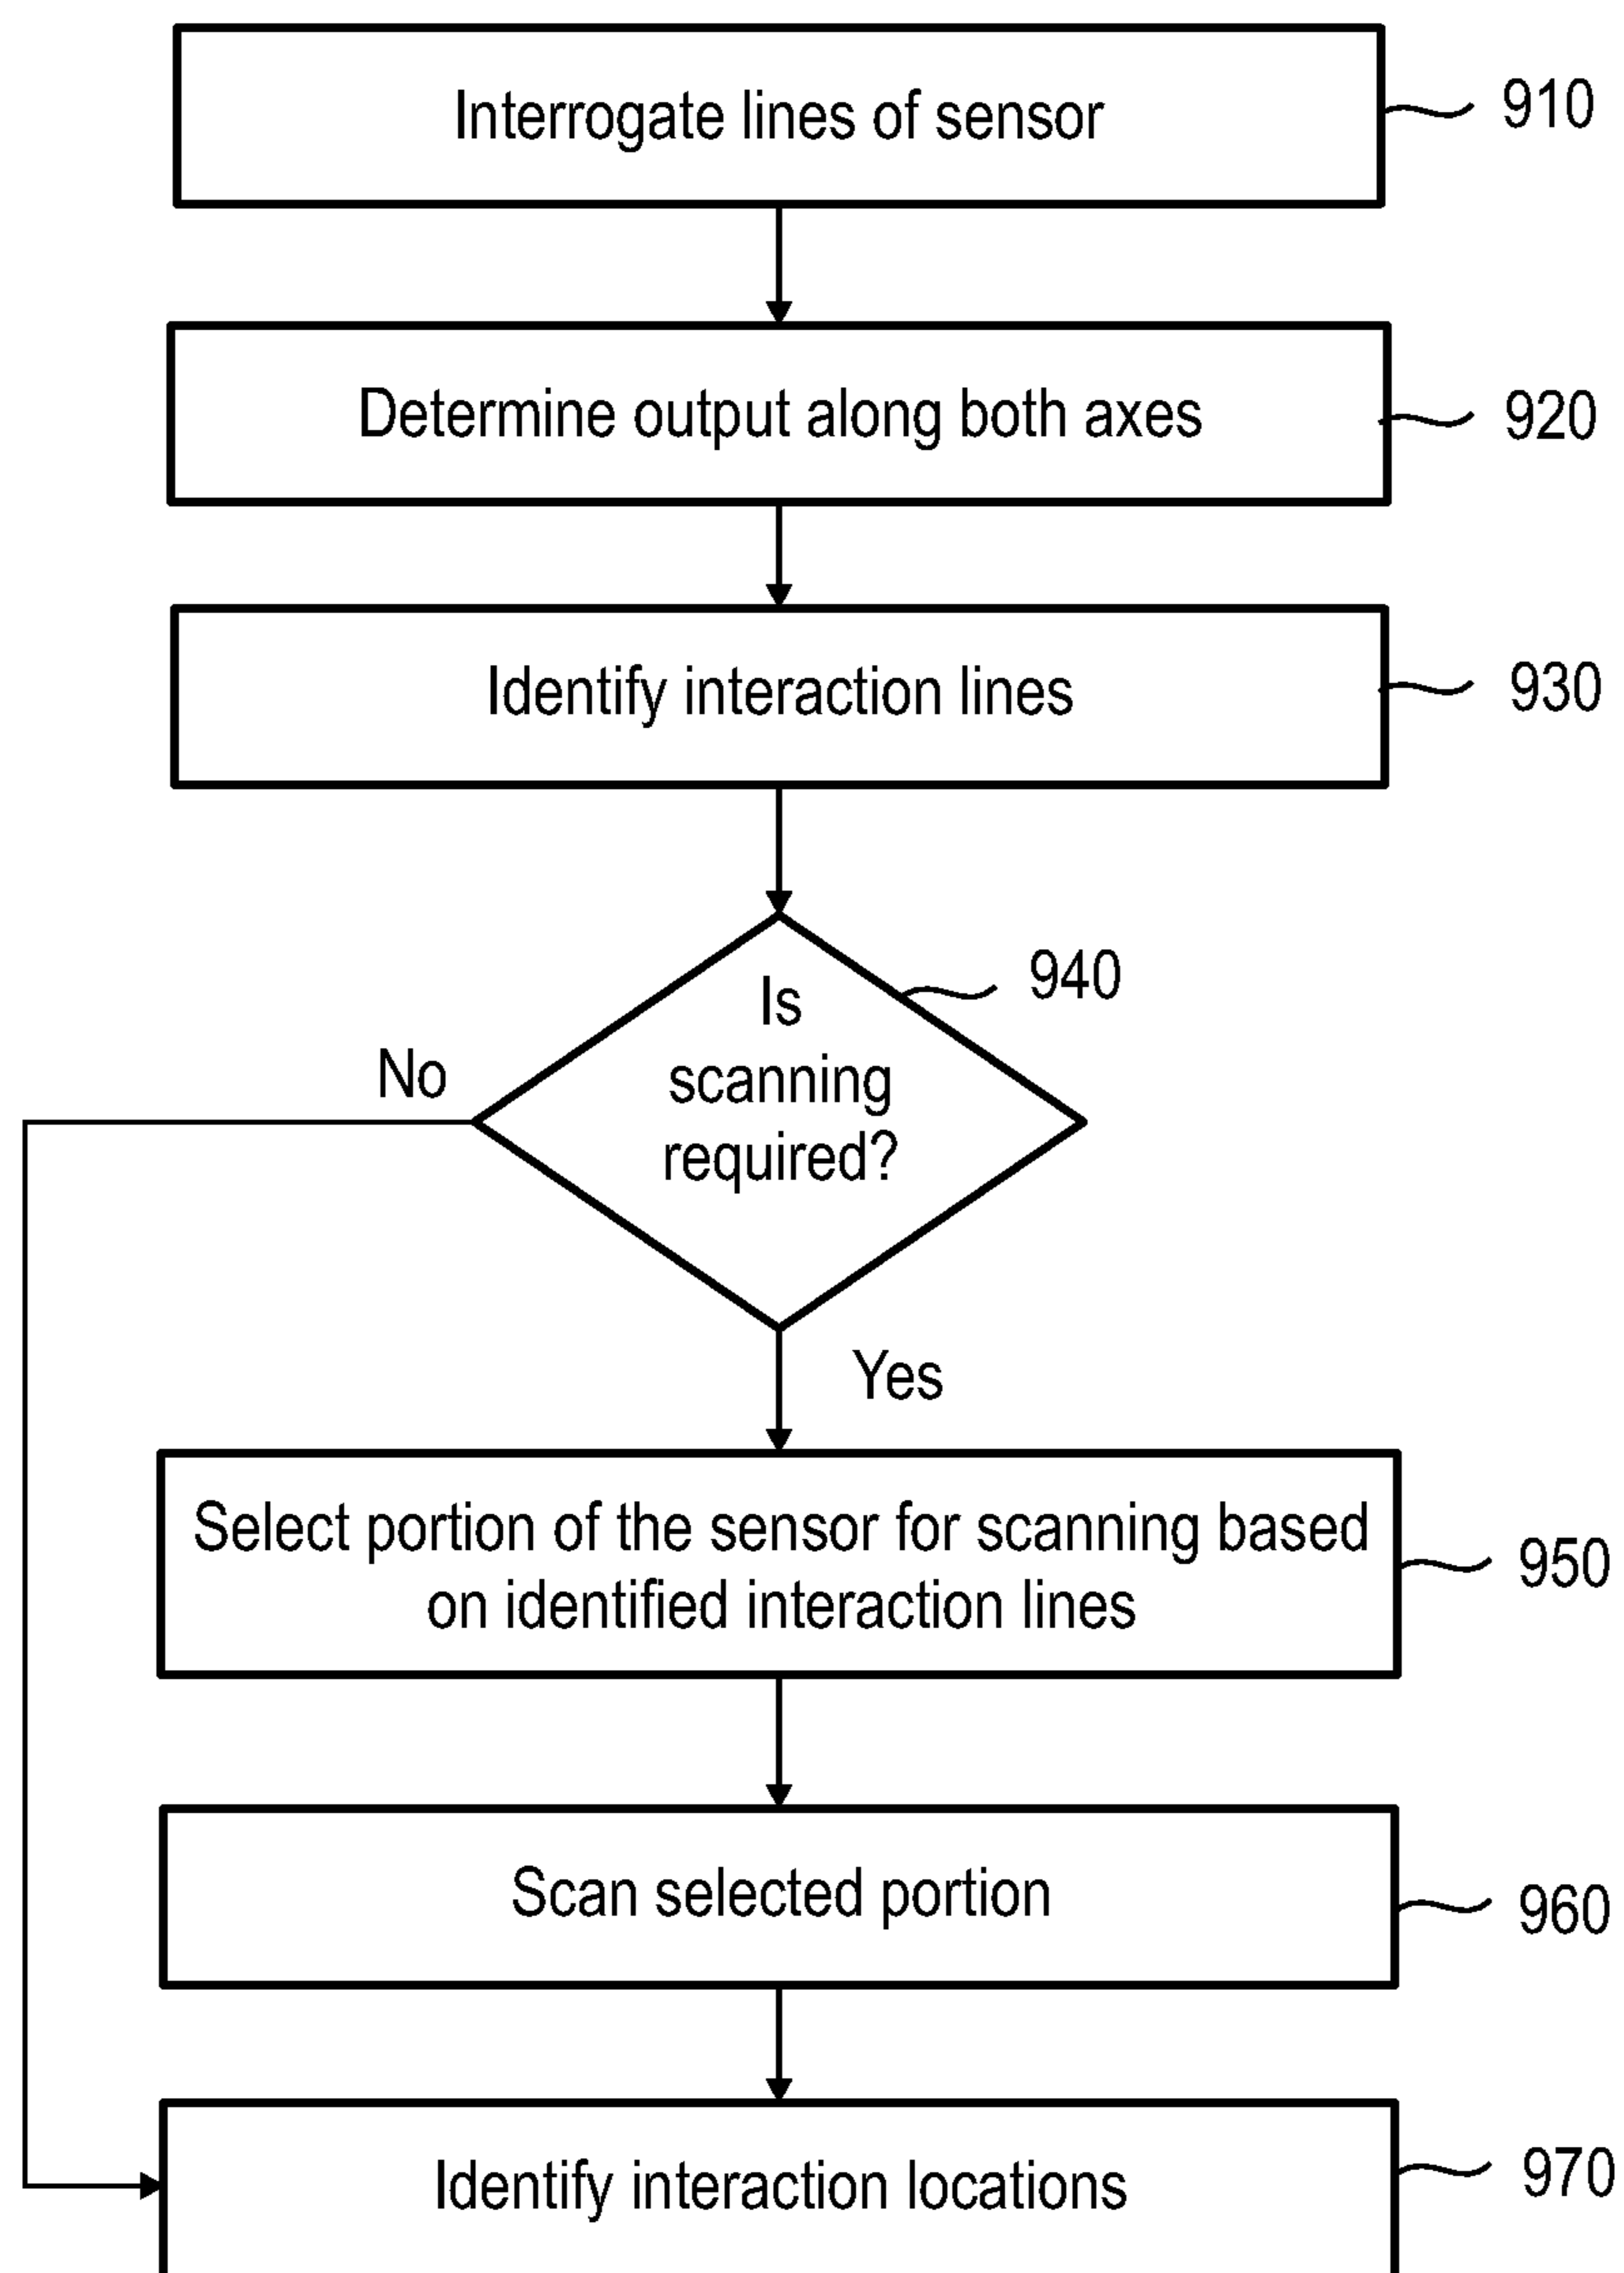 Interrogate lines of sensor
910
Determine output along both axes
920
Identify interaction lines
930
Is
scanning
required?
940
No
Yes
Select portion of the sensor for scanning based
on identified interaction lines
950
Scan selected portion
960
Identify interaction locations
970